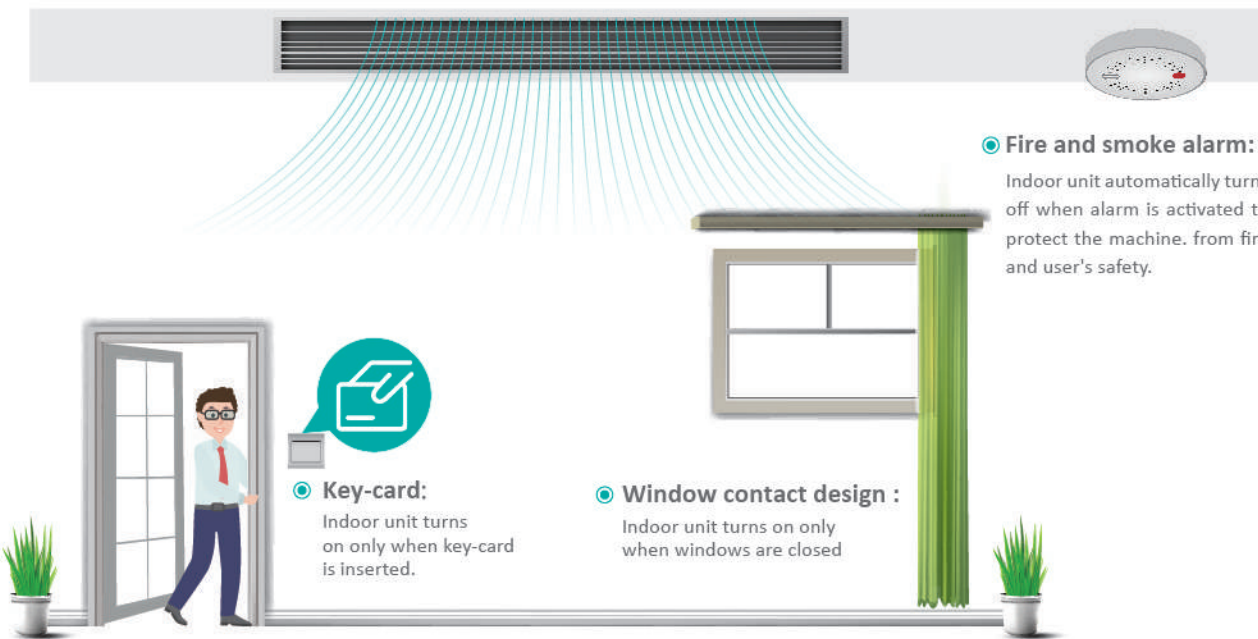 Fire and smoke alarm:
Indoor unit automatically turn
off when alarm is activated t
protect the machine. from fir
and user's safety.
Key-card:
Indoor unit turns
on only when key-card
is inserted.
Window contact design :
Indoor unit turns on only
when windows are closed